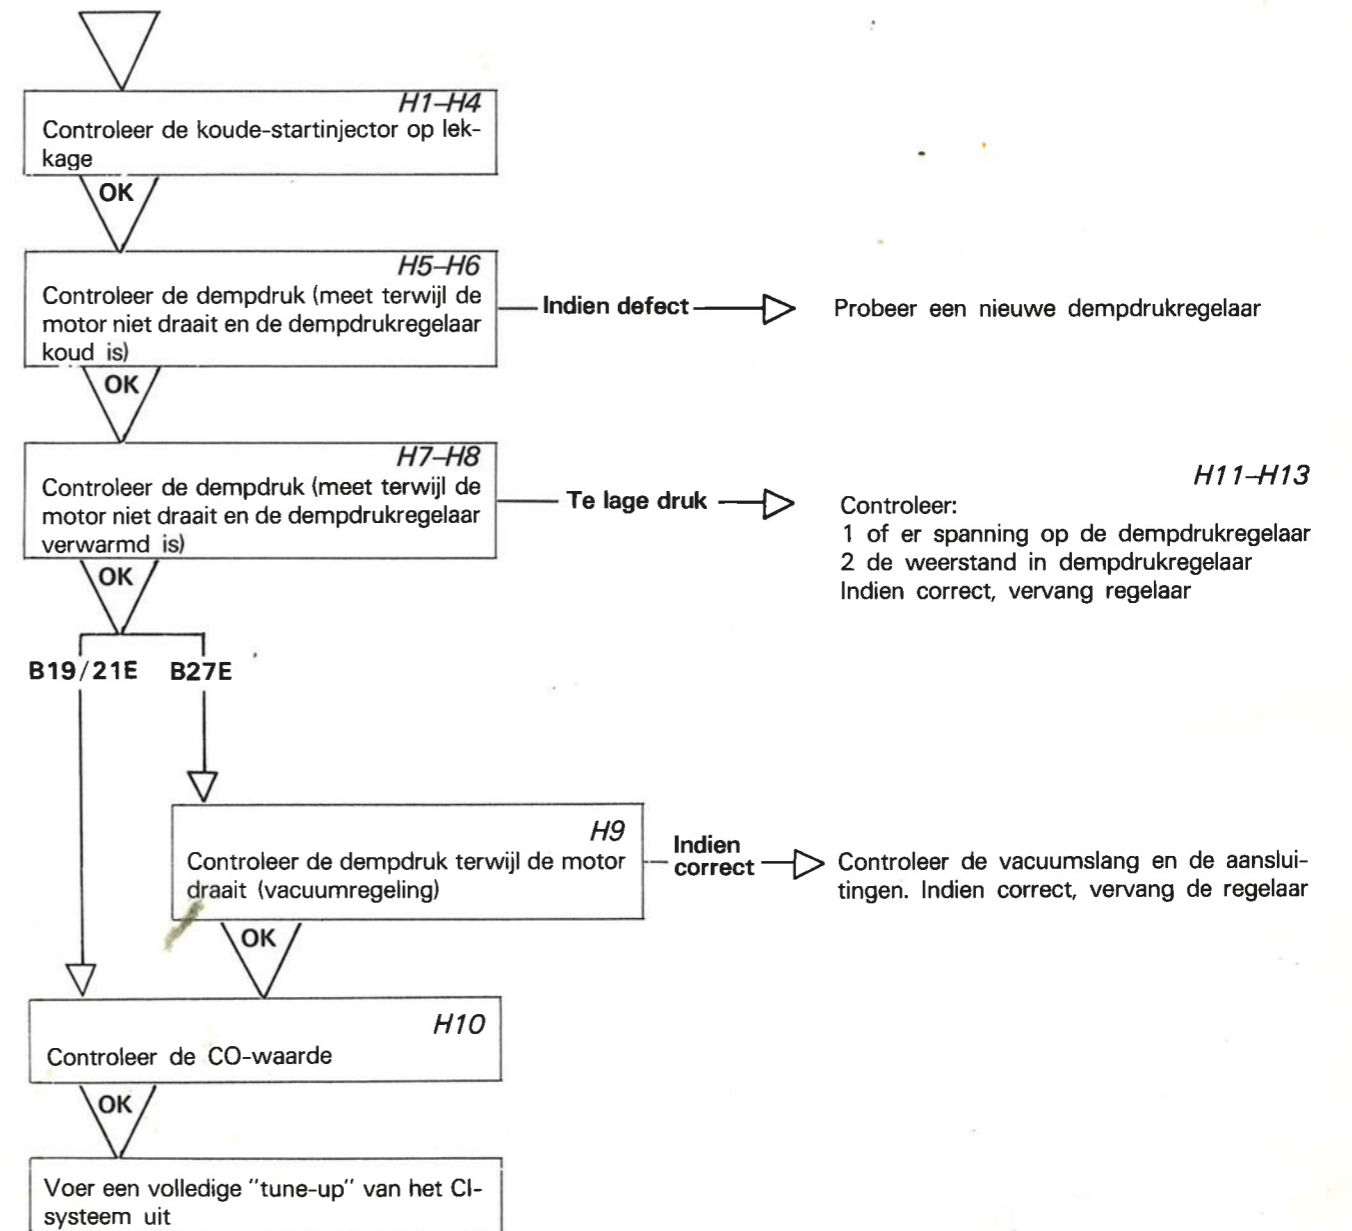 H1–H4
Controleer de koude-startinjector op lek-
kage
OK
H5–H6
Controleer de dempdruk (meet terwijl de
motor niet draait en de dempdrukregelaar
koud is)
Indien defect
Probeer een nieuwe dempdrukregelaar
OK
H7–H8
Controleer de dempdruk (meet terwijl de
motor niet draait en de dempdrukregelaar
verwarmd is)
Te lage druk
H11–H13
Controleer:
1 of er spanning op de dempdrukregelaar
2 de weerstand in dempdrukregelaar
Indien correct, vervang regelaar
OK
B19/21E B27E
H9
Controleer de dempdruk terwijl de motor
draait (vacuumregeling)
Indien
correct
Controleer de vacuumslang en de aanslui-
tingen. Indien correct, vervang de regelaar
OK
H10
Controleer de CO-waarde
OK
Voer een volledige "tune-up" van het CI-
systeem uit